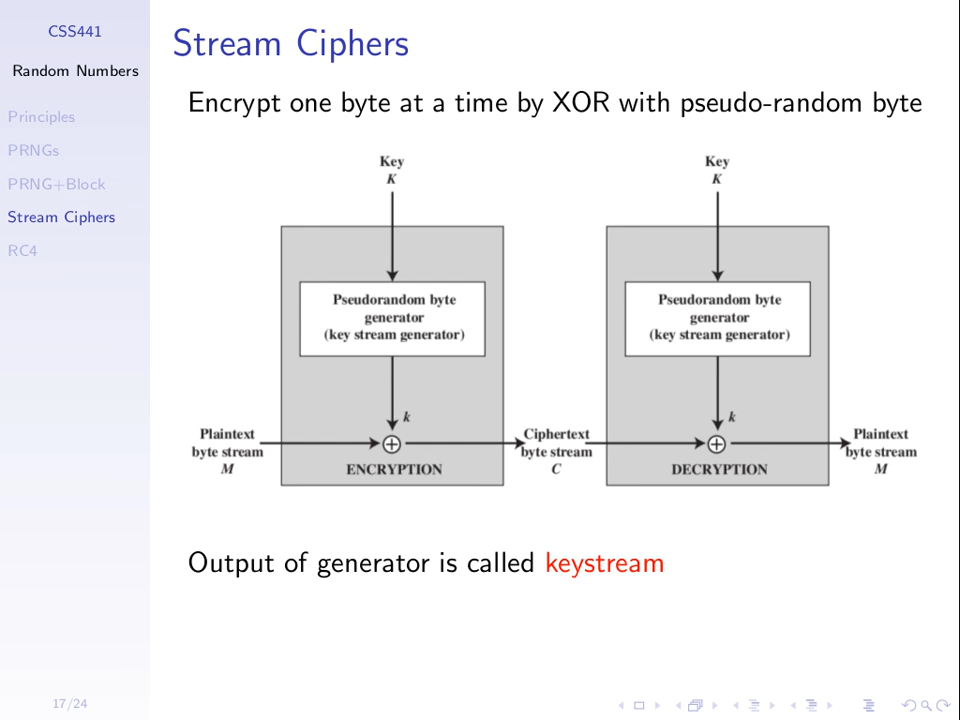 CSS441
Random Numbers
Principles
PRNGs
PRNG+Block
Stream Ciphers
RC4
Stream Ciphers
Encrypt one byte at a time by XOR with pseudo-random byte
Key
K
Pseudorandom byte
generator
(key stream generator)
k
Plaintext
byte stream
M
ENCRYPTION
Ciphertext
byte stream
C
Key
K
Pseudorandom byte
generator
(key stream generator)
k
DECRYPTION
Plaintext
byte stream
M
Output of generator is called keystream
17/24